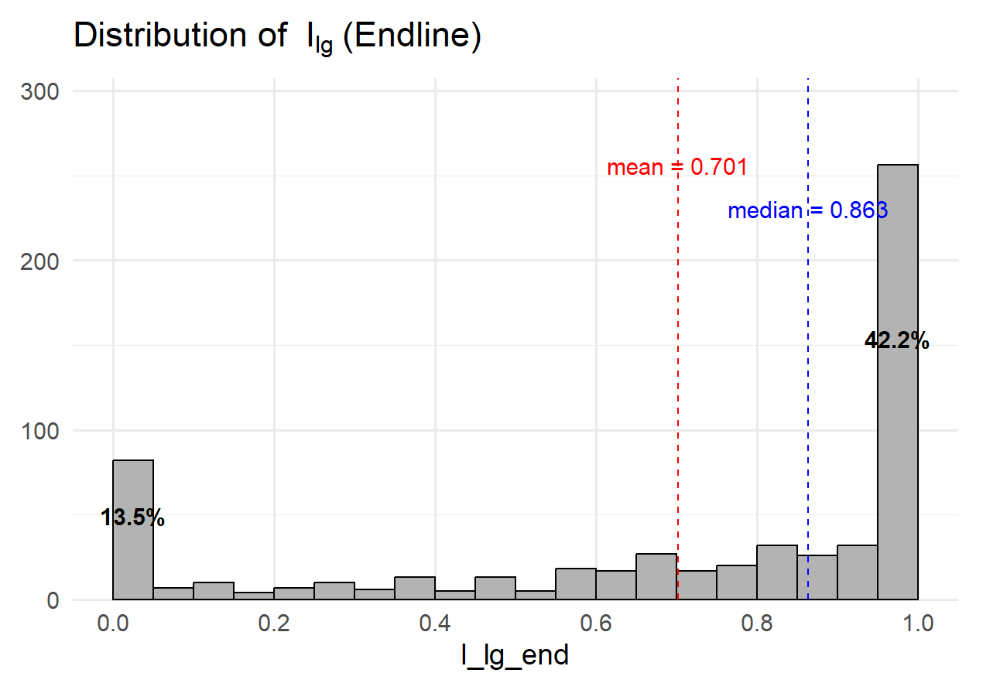 Distribution of  I_lg (Endline)
300
200
100
0
mean = 0.701
median = 0.863
42.2%
13.5%
0.0 0.2 0.4 0.6 0.8 1.0
I_lg_end